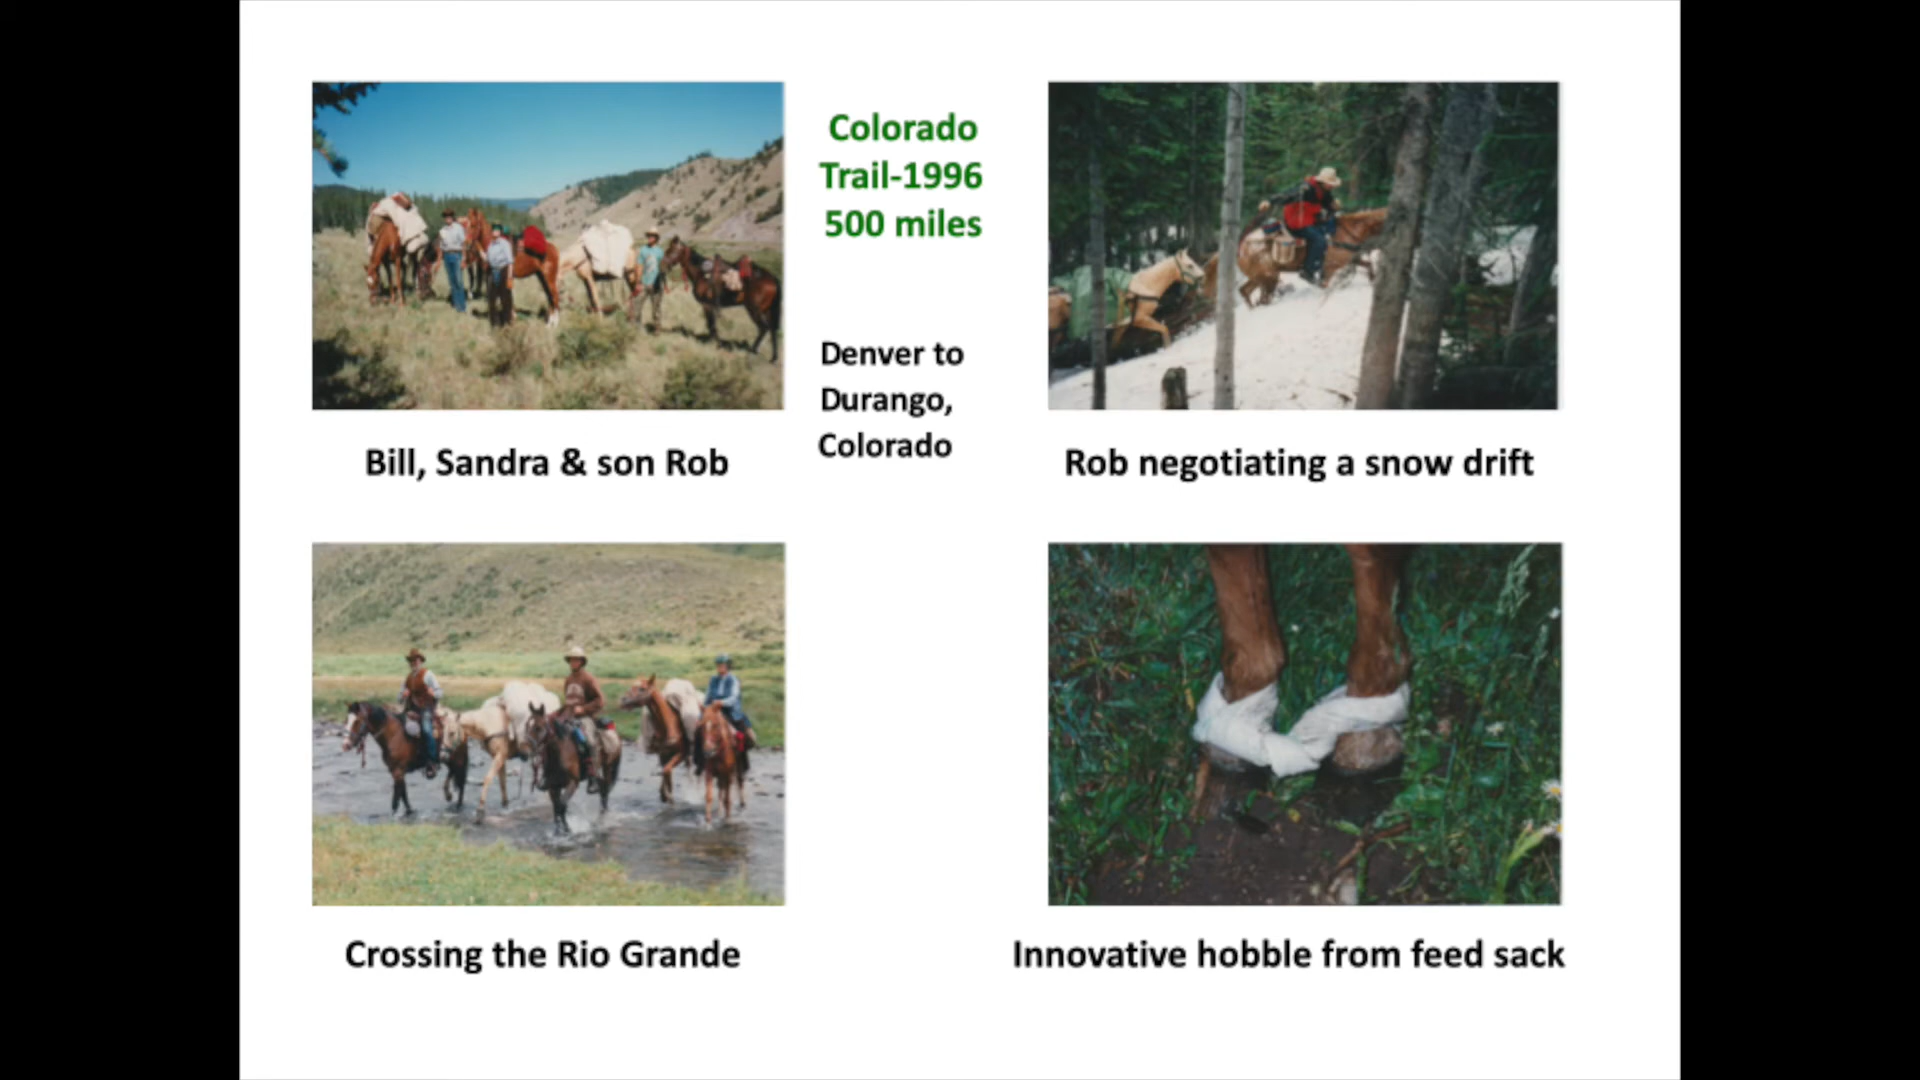 Colorado
Trail-1996
500 miles
Denver to
Durango,
Colorado
Bill, Sandra & son Rob
Rob negotiating a snow drift
Crossing the Rio Grande
Innovative hobble from feed sack